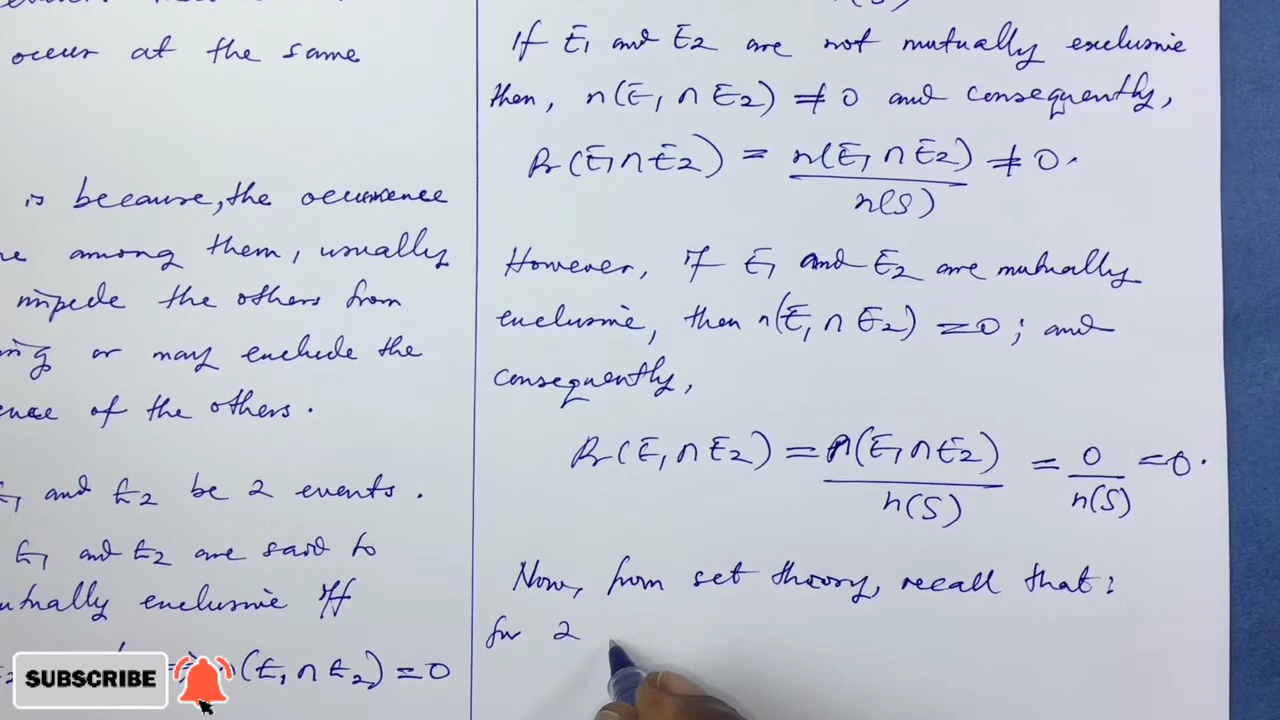 occur at the same
is because, the occurrence
among them, usually
impede the others from
or may exclude the
of the others.
and E2 be 2 events.
E1 and E2 are said to
exclusive iff
n(E1 ∩ E2) = 0
SUBSCRIBE
If E1 and E2 are not mutually exclusive
then, n(E1 ∩ E2) ≠ 0 and consequently,
Pr(E1 ∩ E2) = n(E1 ∩ E2) / n(S) ≠ 0.
However, if E1 and E2 are mutually
exclusive, then n(E1 ∩ E2) = 0; and
consequently,
Pr(E1 ∩ E2) = n(E1 ∩ E2) / n(S) = 0 / n(S) = 0.
Now, from set theory, recall that:
for 2